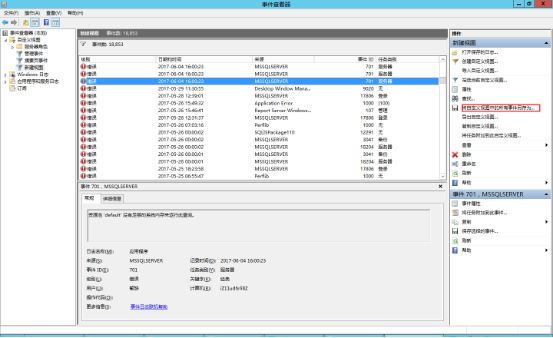 事件查看器
文件(F) 操作(A) 查看(V) 帮助(H)
事件查看器 (本地)
自定义视图
服务器角色
管理事件
摘要页事件
新建视图
Windows 日志
应用程序和服务日志
订阅
新建视图 事件数: 18,853
事件数: 18,853
级别 日期和时间 来源 事件 ID 任务类别
错误 2017-06-04 16:00:23 MSSQLSERVER 701 服务器
错误 2017-06-04 16:00:23 MSSQLSERVER 701 服务器
错误 2017-06-04 16:00:23 MSSQLSERVER 701 服务器
错误 2017-05-29 11:30:55 Desktop Window Mana... 9020 无
错误 MSSQLSERVER 17806 登录
错误 2017-05-26 15:49:32 Application Error 1000 (100)
错误 2017-05-26 15:45:41 Report Server Windows... 107 管理
错误 2017-05-26 12:01:37 MSSQLSERVER 17806 登录
错误 2017-05-26 07:03:16 Perflib 1000 无
错误 2017-05-26 00:00:02 SQLISPackage110 12291 无
错误 2017-05-26 00:00:02 MSSQLSERVER 3041 备份
错误 2017-05-26 00:00:02 MSSQLSERVER 18204 服务器
错误 2017-05-26 00:00:01 MSSQLSERVER 3041 备份
错误 2017-05-26 00:00:01 MSSQLSERVER 18204 服务器
错误 2017-05-25 18:29:58 MSSQLSERVER 17806 登录
错误 2017-05-25 08:55:47 Perflib 1000 无
事件 701，MSSQLSERVER
常规 详细信息
资源池 'default' 没有足够的系统内存来运行此查询。
日志名称(M): 应用程序
来源(S): MSSQLSERVER 记录时间(D): 2017-06-04 16:00:23
事件 ID(E): 701 任务类别(Y): 服务器
级别(L): 错误 关键字(K): 经典
用户(U): 暂缺 计算机(R):
操作代码(O):
更多信息(I): 事件日志联机帮助
操作
新建视图
打开保存的日志...
创建自定义视图...
导入自定义视图...
筛选当前自定义视图...
属性
查找...
将自定义视图中的所有事件另存为...
导出自定义视图...
复制自定义视图...
将任务附加到此自定义视图...
查看
删除
重命名
刷新
帮助
事件 701，MSSQLSERVER
事件属性
将任务附加到此事件...
复制
保存选择的事件...
刷新
帮助